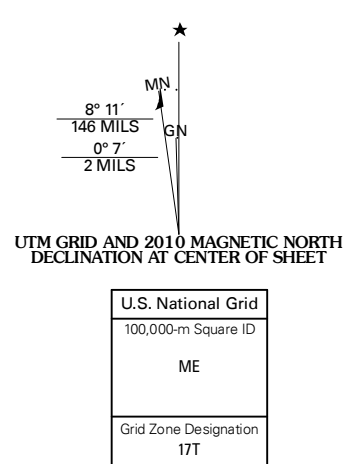 MN
8° 11´
146 MILS
GN
0° 7´
2 MILS
UTM GRID AND 2010 MAGNETIC NORTH
DECLINATION AT CENTER OF SHEET
U.S. National Grid
100,000-m Square ID
ME
Grid Zone Designation
17T